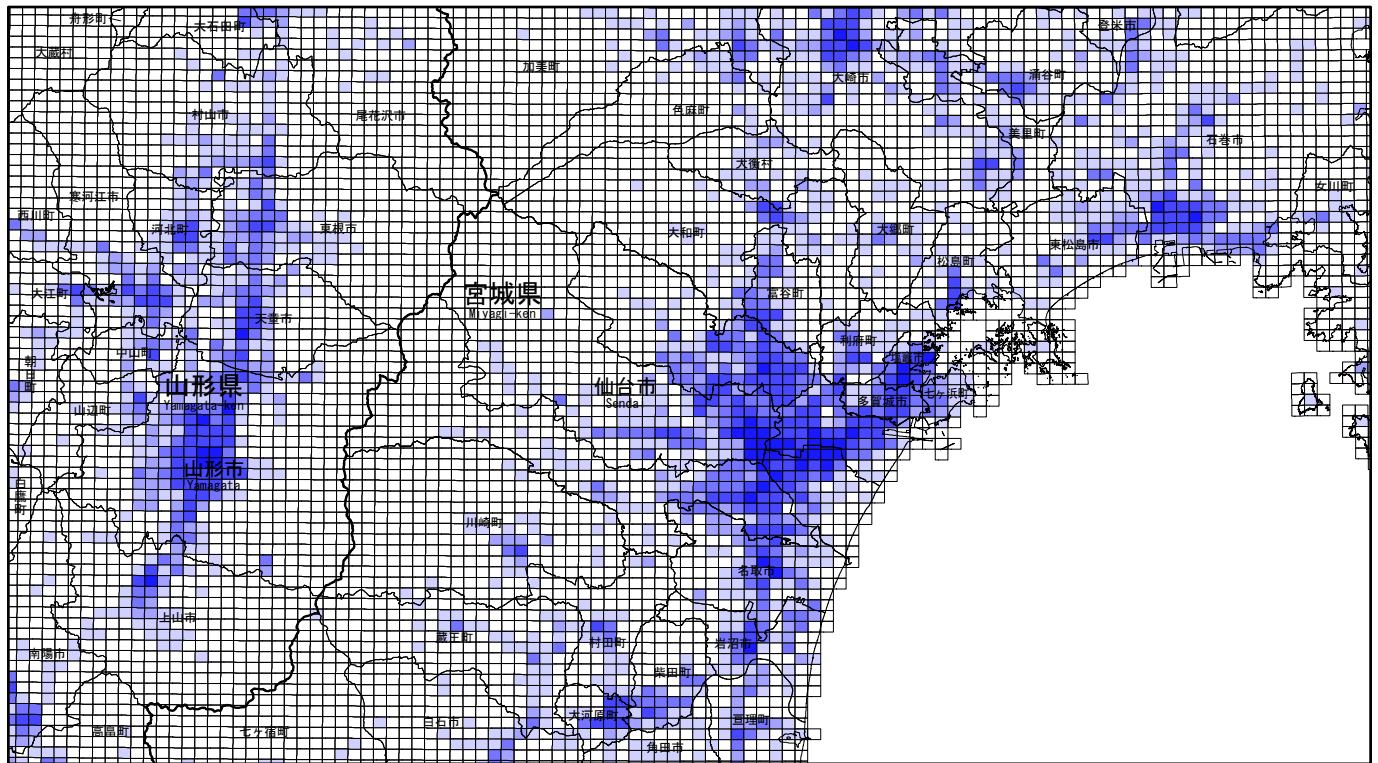 舟形町
大石田町
登米市
大蔵村
加美町
大崎市
涌谷町
村山市
尾花沢市
色麻町
美里町
石巻市
大衡村
寒河江市
女川町
西川町
河北町
東根市
大和町
大郷町
東松島市
松島町
大江町
宮城県
Miyagi-ken
富谷町
天童市
中山町
利府町
塩竈市
朝日町
山形県
Yamagata-ken
仙台市
Senda
七ヶ浜町
多賀城市
山辺町
山形市
Yamagata
白鷹町
川崎町
名取市
上山市
蔵王町
村田町
岩沼市
南陽市
柴田町
大河原町
白石市
亘理町
高畠町
七ヶ宿町
角田市